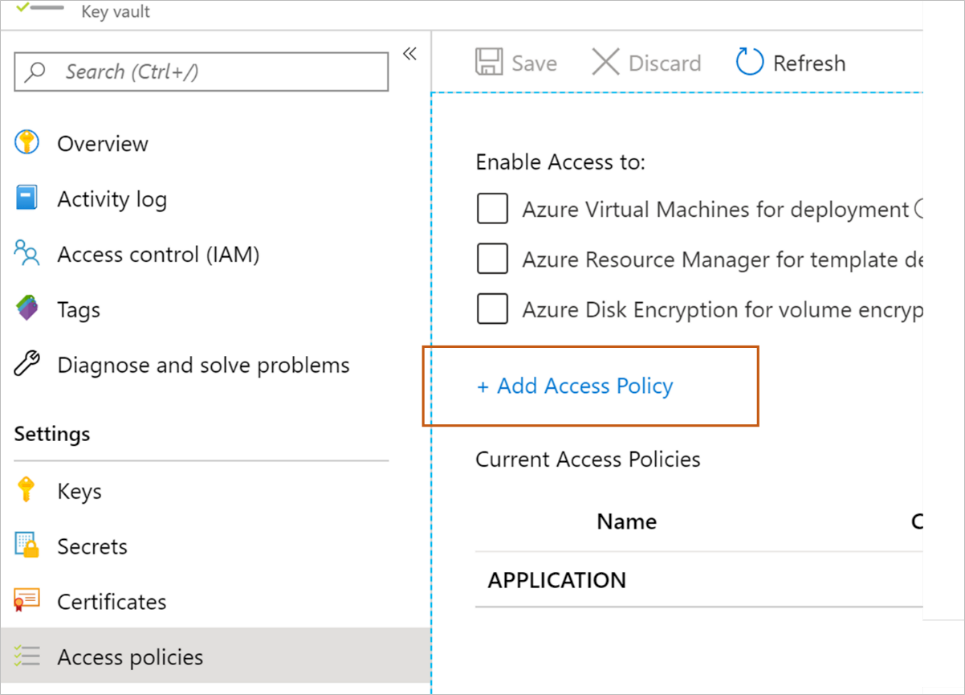 Key vault
Search (Ctrl+/)
«
Overview
Activity log
Access control (IAM)
Tags
Diagnose and solve problems
Settings
Keys
Secrets
Certificates
Access policies
Save Discard Refresh
Enable Access to:
Azure Virtual Machines for deployment
Azure Resource Manager for template de
Azure Disk Encryption for volume encryp
+ Add Access Policy
Current Access Policies
Name
APPLICATION